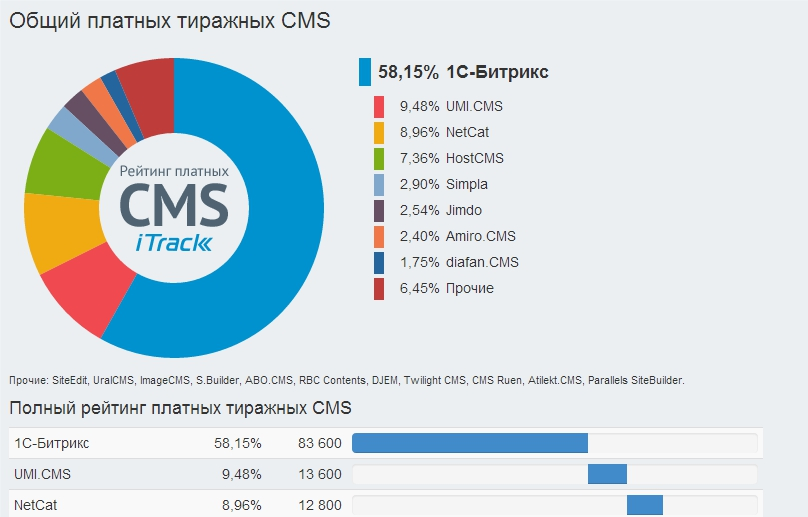 Общий платных тиражных CMS
Рейтинг платных
CMS
iTrack
58,15% 1С-Битрикс
9,48% UMI.CMS
8,96% NetCat
7,36% HostCMS
2,90% Simpla
2,54% Jimdo
2,40% Amiro.CMS
1,75% diafan.CMS
6,45% Прочие
Прочие: SiteEdit, UralCMS, ImageCMS, S.Builder, ABO.CMS, RBC Contents, DJEM, Twilight CMS, CMS Ruen, Atilekt.CMS, Parallels SiteBuilder.
Полный рейтинг платных тиражных CMS
1С-Битрикс 58,15% 83 600
UMI.CMS 9,48% 13 600
NetCat 8,96% 12 800